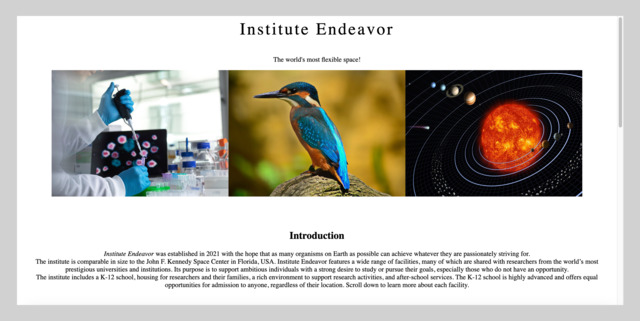 Institute Endeavor
The world's most flexible space!
Introduction
Institute Endeavor was established in 2021 with the hope that as many organisms on Earth as possible can achieve whatever they are passionately striving for.
The institute is comparable in size to the John F. Kennedy Space Center in Florida, USA. Institute Endeavor features a wide range of facilities, many of which are shared with researchers from the world's most
prestigious universities and institutions. Its purpose is to support ambitious individuals with a strong desire to study or pursue their goals, especially those who do not have an opportunity.
The institute includes a K-12 school, housing for researchers and their families, a rich environment to support research activities, and after-school services. The K-12 school is highly advanced and offers equal
opportunities for admission to anyone, regardless of their location. Scroll down to learn more about each facility.